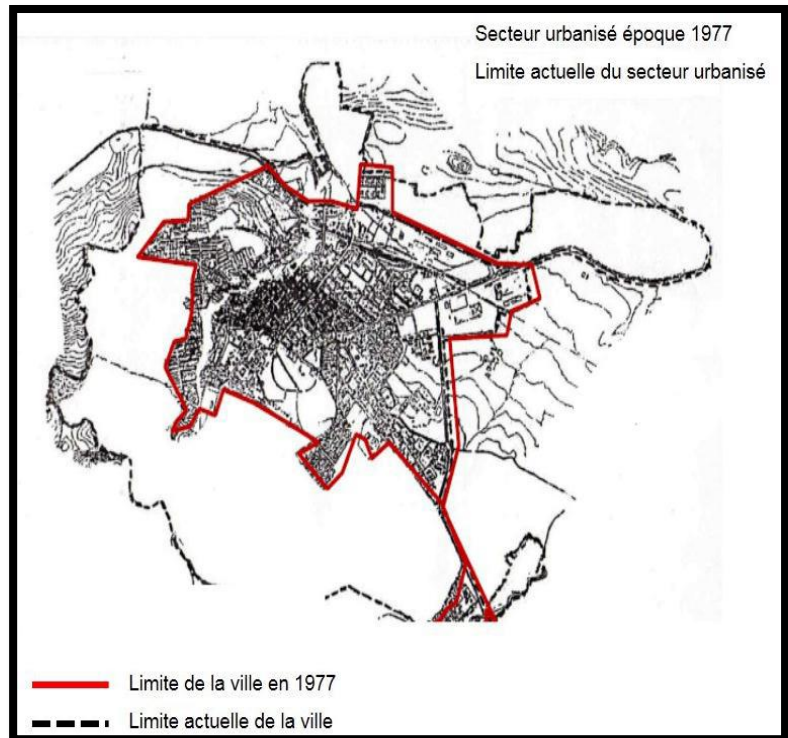 Secteur urbanisé époque 1977
Limite actuelle du secteur urbanisé
Limite de la ville en 1977
Limite actuelle de la ville